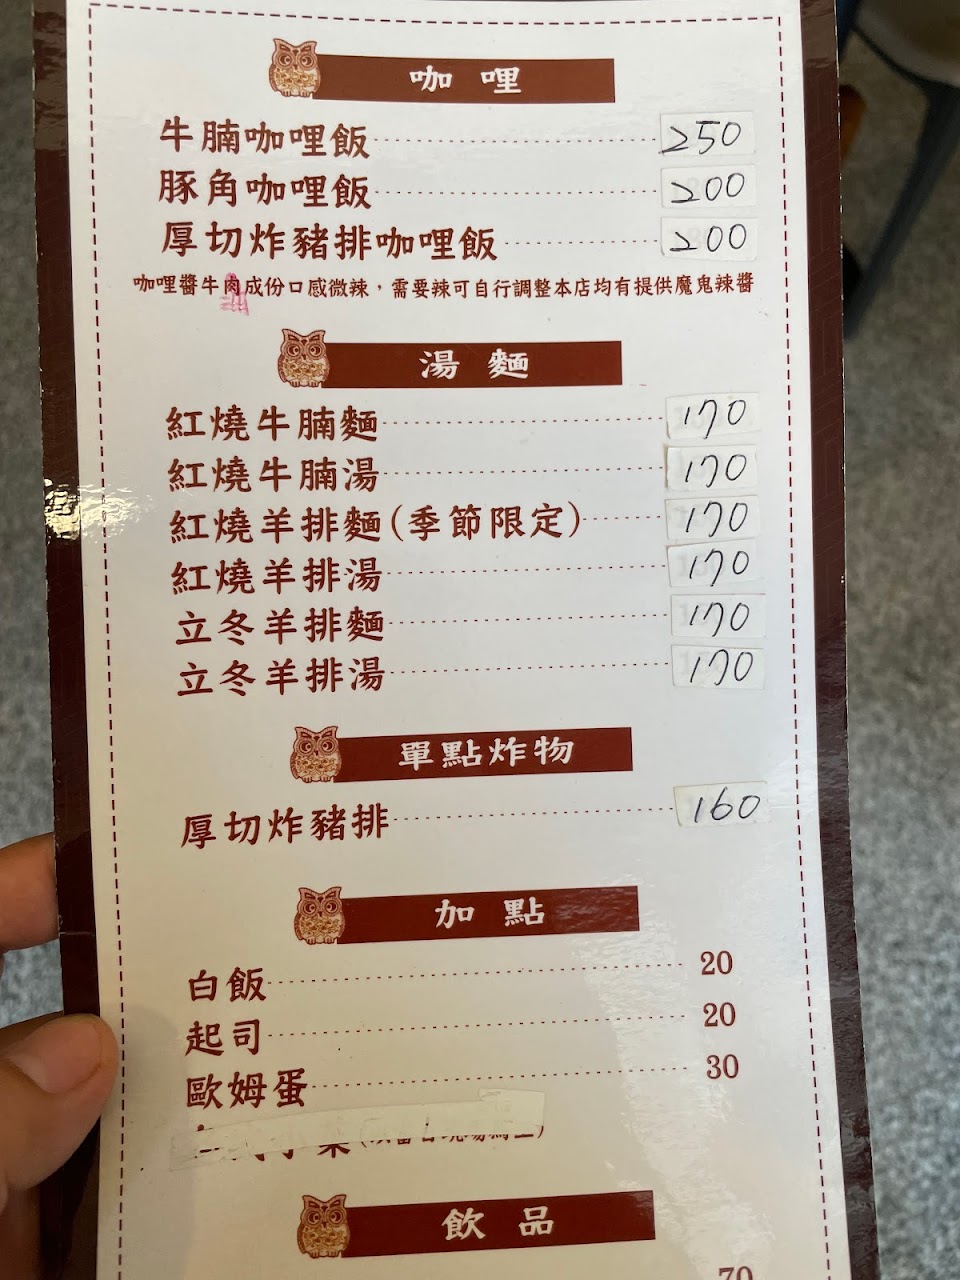 咖哩
牛腩咖哩飯 250
豚角咖哩飯 200
厚切炸豬排咖哩飯 200
咖哩醬牛肉成份口感微辣，需要辣可自行調整本店均有提供魔鬼辣醬
湯麵
紅燒牛腩麵 170
紅燒牛腩湯 170
紅燒羊排麵(季節限定) 170
紅燒羊排湯 170
立冬羊排麵 170
立冬羊排湯 170
單點炸物
厚切炸豬排 160
加點
白飯 20
起司 20
歐姆蛋 30
飲品
70